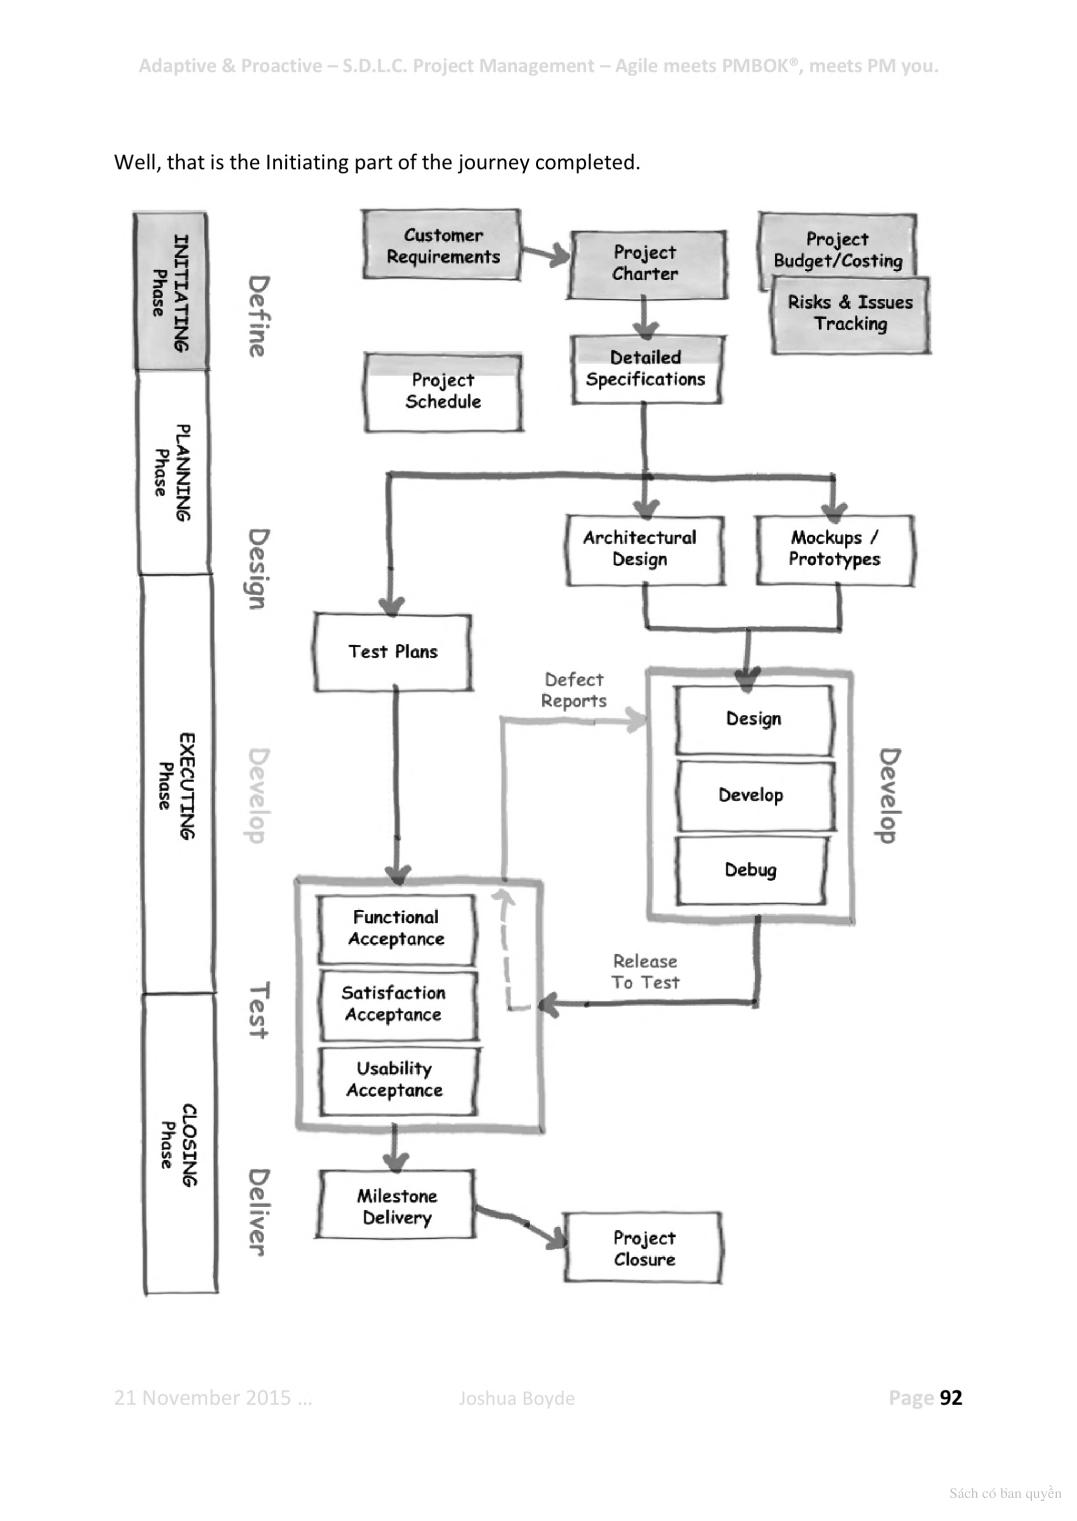 Adaptive & Proactive – S.D.L.C. Project Management – Agile meets PMBOK®, meets PM you.
Well, that is the Initiating part of the journey completed.
INITIATING
Phase
Define
Customer
Requirements
Project
Charter
Project
Budget/Costing
Risks & Issues
Tracking
Detailed
Specifications
Project
Schedule
PLANNING
Phase
Design
Architectural
Design
Mockups /
Prototypes
Test Plans
Defect
Reports
Design
Develop
Debug
Develop
EXECUTING
Phase
Develop
Functional
Acceptance
Satisfaction
Acceptance
Usability
Acceptance
Release
To Test
Test
CLOSING
Phase
Deliver
Milestone
Delivery
Project
Closure
21 November 2015 ...
Joshua Boyde
Page 92
Sách có bản quyền